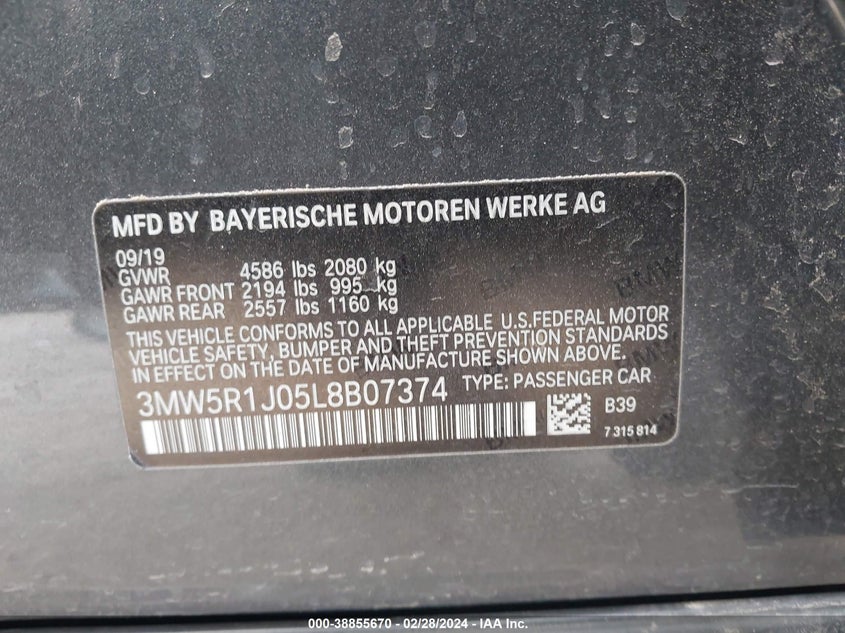 MFD BY BAYERISCHE MOTOREN WERKE AG
09/19
GVWR 4586 lbs 2080 kg
GAWR FRONT 2194 lbs 995 kg
GAWR REAR 2557 lbs 1160 kg
THIS VEHICLE CONFORMS TO ALL APPLICABLE U.S.FEDERAL MOTOR
VEHICLE SAFETY, BUMPER AND THEFT PREVENTION STANDARDS
IN EFFECT ON THE DATE OF MANUFACTURE SHOWN ABOVE.
3MW5R1J05L8B07374 TYPE: PASSENGER CAR
B39
7 315 814
000-38855670 - 02/28/2024 - IAA Inc.